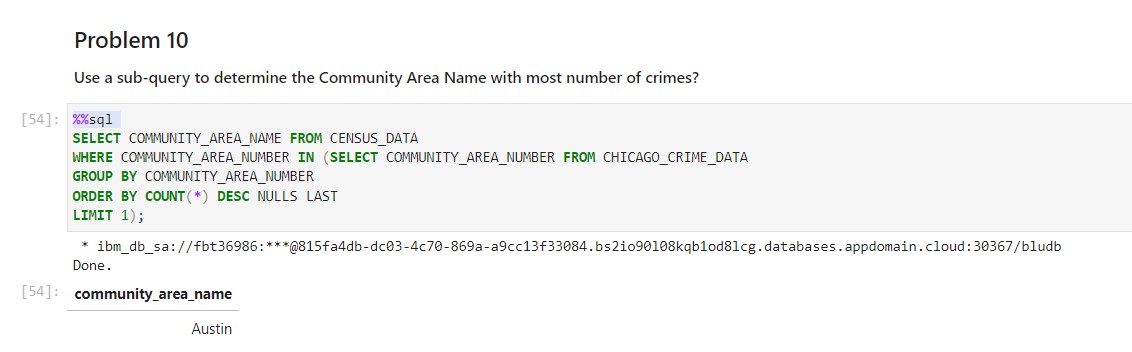 Problem 10
Use a sub-query to determine the Community Area Name with most number of crimes?
[54]: %%sql
SELECT COMMUNITY_AREA_NAME FROM CENSUS_DATA
WHERE COMMUNITY_AREA_NUMBER IN (SELECT COMMUNITY_AREA_NUMBER FROM CHICAGO_CRIME_DATA
GROUP BY COMMUNITY_AREA_NUMBER
ORDER BY COUNT(*) DESC NULLS LAST
LIMIT 1);
* ibm_db_sa://fbt36986:***@815fa4db-dc03-4c70-869a-a9cc13f33084.bs2io90l08kqb1od8lcg.databases.appdomain.cloud:30367/bludb
Done.
[54]: community_area_name
Austin